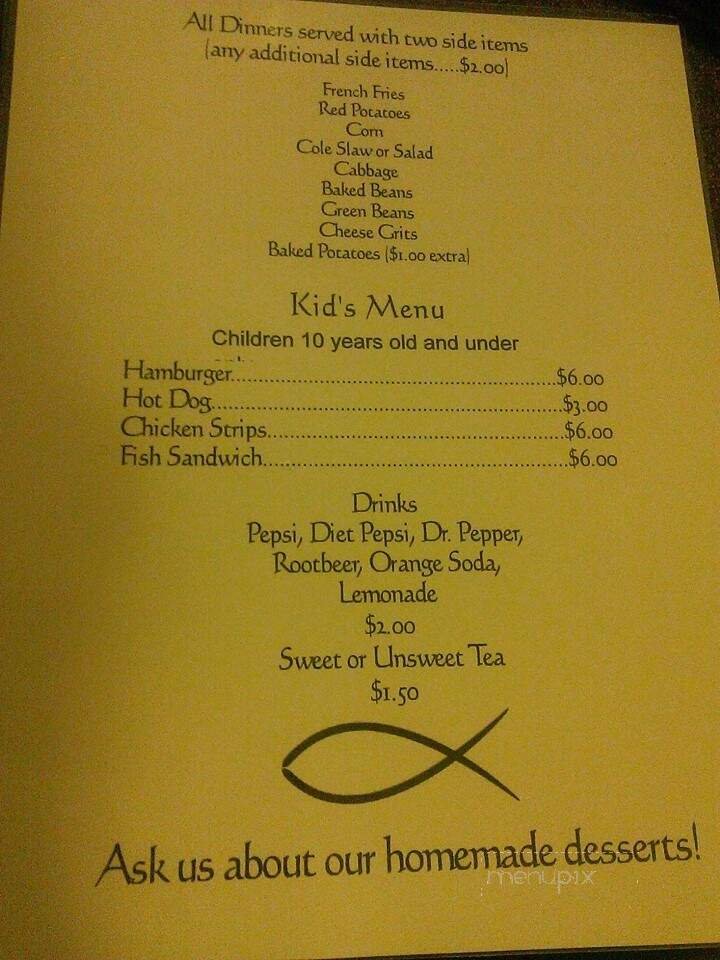 All Dinners served with two side items
(any additional side items.....$2.00)
French Fries
Red Potatoes
Corn
Cole Slaw or Salad
Cabbage
Baked Beans
Green Beans
Cheese Grits
Baked Potatoes ($1.00 extra)
Kid's Menu
Children 10 years old and under
Hamburger..................................................$6.00
Hot Dog.....................................................$3.00
Chicken Strips.............................................$6.00
Fish Sandwich..............................................$6.00
Drinks
Pepsi, Diet Pepsi, Dr. Pepper,
Rootbeer, Orange Soda,
Lemonade
$2.00
Sweet or Unsweet Tea
$1.50
Ask us about our homemade desserts!
menupix